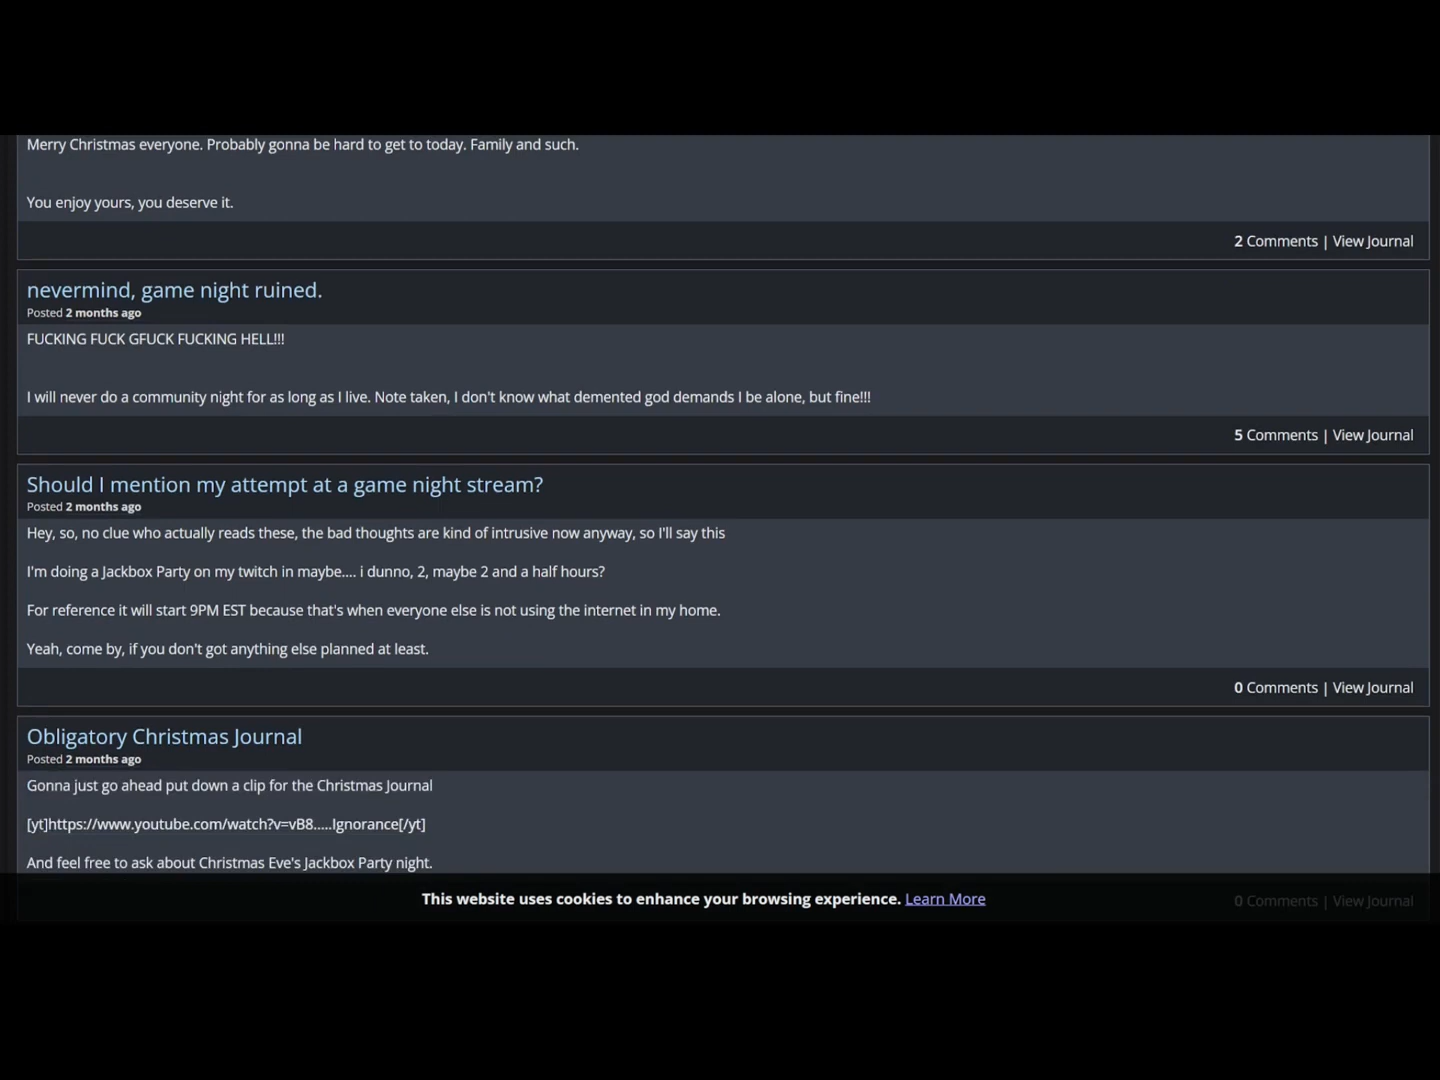 Merry Christmas everyone. Probably gonna be hard to get to today. Family and such.
You enjoy yours, you deserve it.
2 Comments | View Journal
nevermind, game night ruined.
Posted 2 months ago
FUCKING FUCK GFUCK FUCKING HELL!!!
I will never do a community night for as long as I live. Note taken, I don't know what demented god demands I be alone, but fine!!!
5 Comments | View Journal
Should I mention my attempt at a game night stream?
Posted 2 months ago
Hey, so, no clue who actually reads these, the bad thoughts are kind of intrusive now anyway, so I'll say this
I'm doing a Jackbox Party on my twitch in maybe.... i dunno, 2, maybe 2 and a half hours?
For reference it will start 9PM EST because that's when everyone else is not using the internet in my home.
Yeah, come by, if you don't got anything else planned at least.
0 Comments | View Journal
Obligatory Christmas Journal
Posted 2 months ago
Gonna just go ahead put down a clip for the Christmas Journal
[yt]https://www.youtube.com/watch?v=vB8.....Ignorance[/yt]
And feel free to ask about Christmas Eve's Jackbox Party night.
This website uses cookies to enhance your browsing experience. Learn More
0 Comments | View Journal